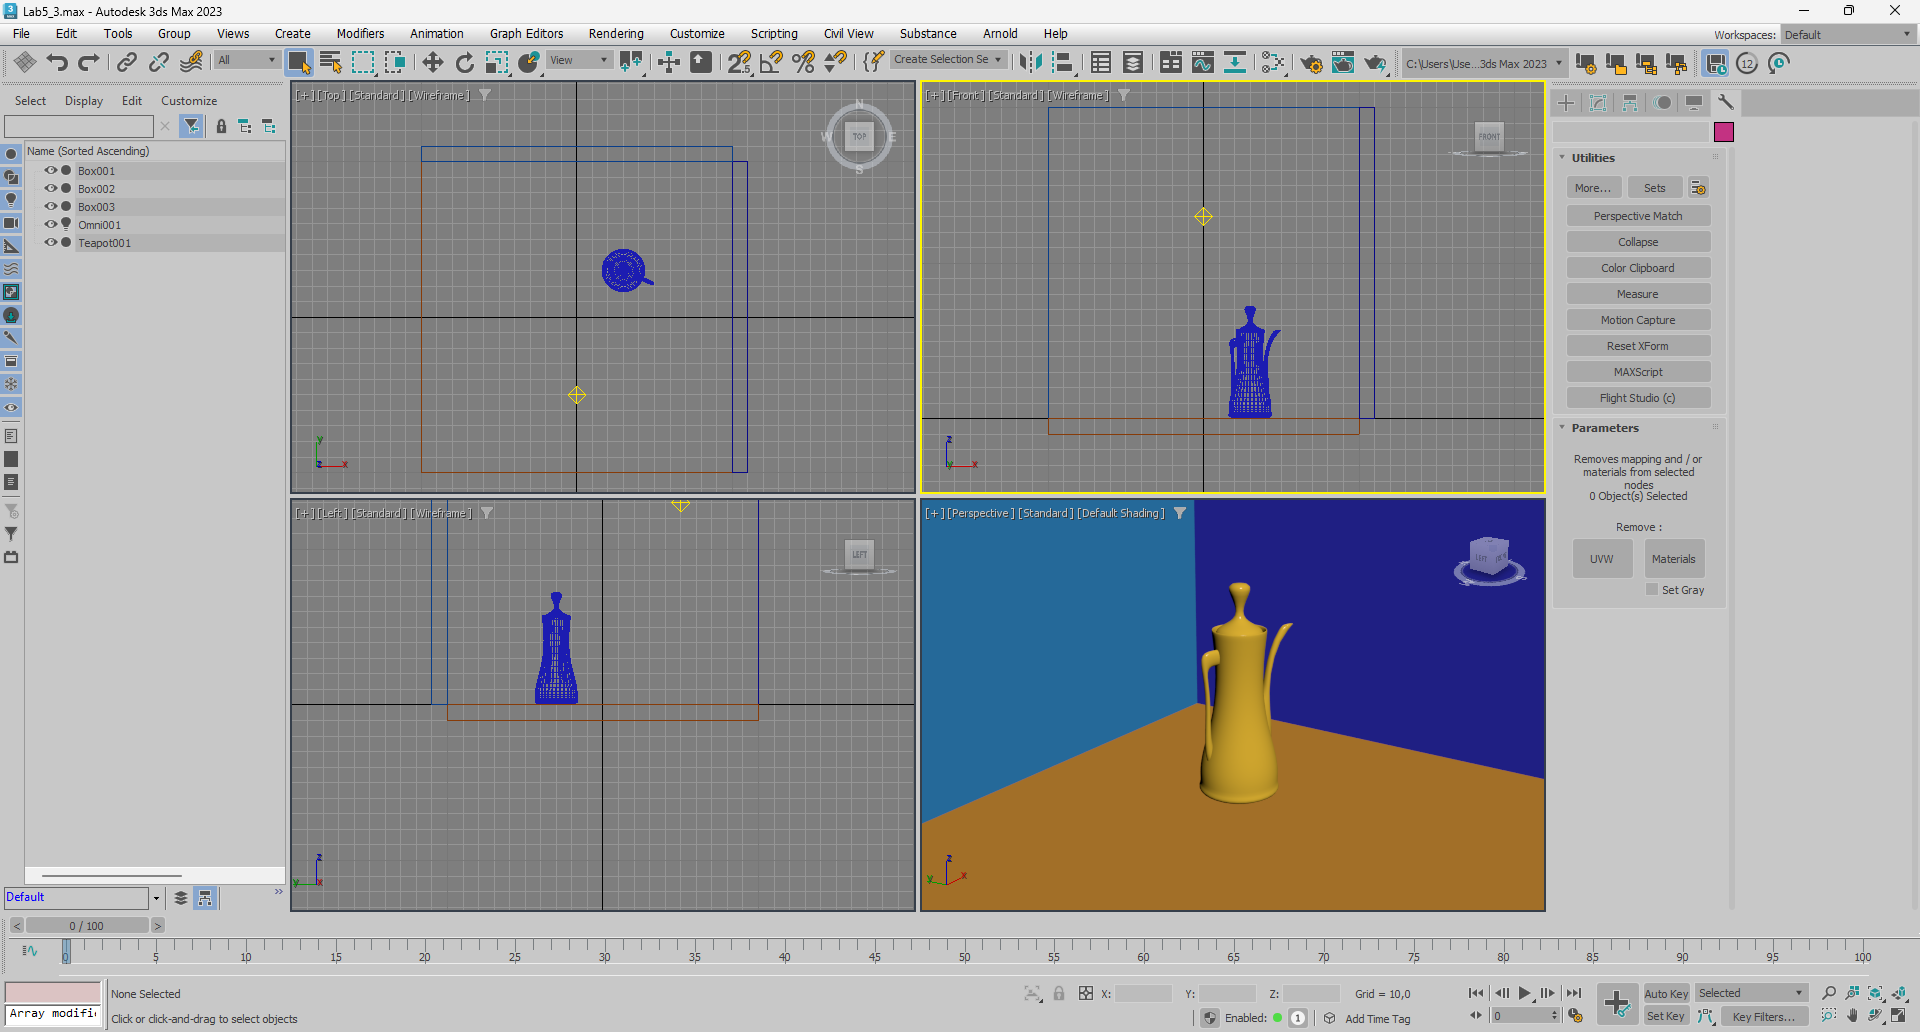 Lab5_3.max - Autodesk 3ds Max 2023
File Edit Tools Group Views Create Modifiers Animation Graph Editors Rendering Customize Scripting Civil View Substance Arnold Help
Workspaces: Default
All View Create Selection Se C:\Users\Use...3ds Max 2023
Select Display Edit Customize
Name (Sorted Ascending)
Box001
Box002
Box003
Omni001
Teapot001
Default
[+] [Top] [Standard] [Wireframe]
N
W TOP E
S
y
z x
[+] [Front] [Standard] [Wireframe]
FRONT
z
y x
[+] [Left] [Standard] [Wireframe]
LEFT
z
y x
[+] [Perspective] [Standard] [Default Shading]
LEFT
z
y x
Utilities
More... Sets
Perspective Match
Collapse
Color Clipboard
Measure
Motion Capture
Reset XForm
MAXScript
Flight Studio (c)
Parameters
Removes mapping and / or
materials from selected
nodes
0 Object(s) Selected
Remove :
UVW Materials
Set Gray
< 0 / 100 >
0 5 10 15 20 25 30 35 40 45 50 55 60 65 70 75 80 85 90 95 100
None Selected
X: Y: Z: Grid = 10,0
Auto Key Selected
Array modifi
Click or click-and-drag to select objects
Enabled: 1 Add Time Tag
0
Set Key Key Filters...